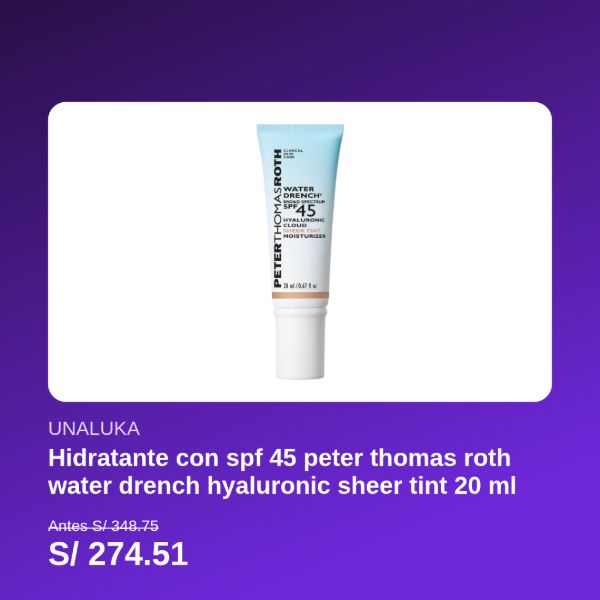 PETERTHOMASROTH
CLINICAL
SKIN
CARE
WATER
DRENCH®
BROAD SPECTRUM
SPF 45
HYALURONIC
CLOUD
SHEER TINT
MOISTURIZER
20 ml /0.67 fl oz
UNALUKA
Hidratante con spf 45 peter thomas roth
water drench hyaluronic sheer tint 20 ml
Antes S/ 348.75
S/ 274.51